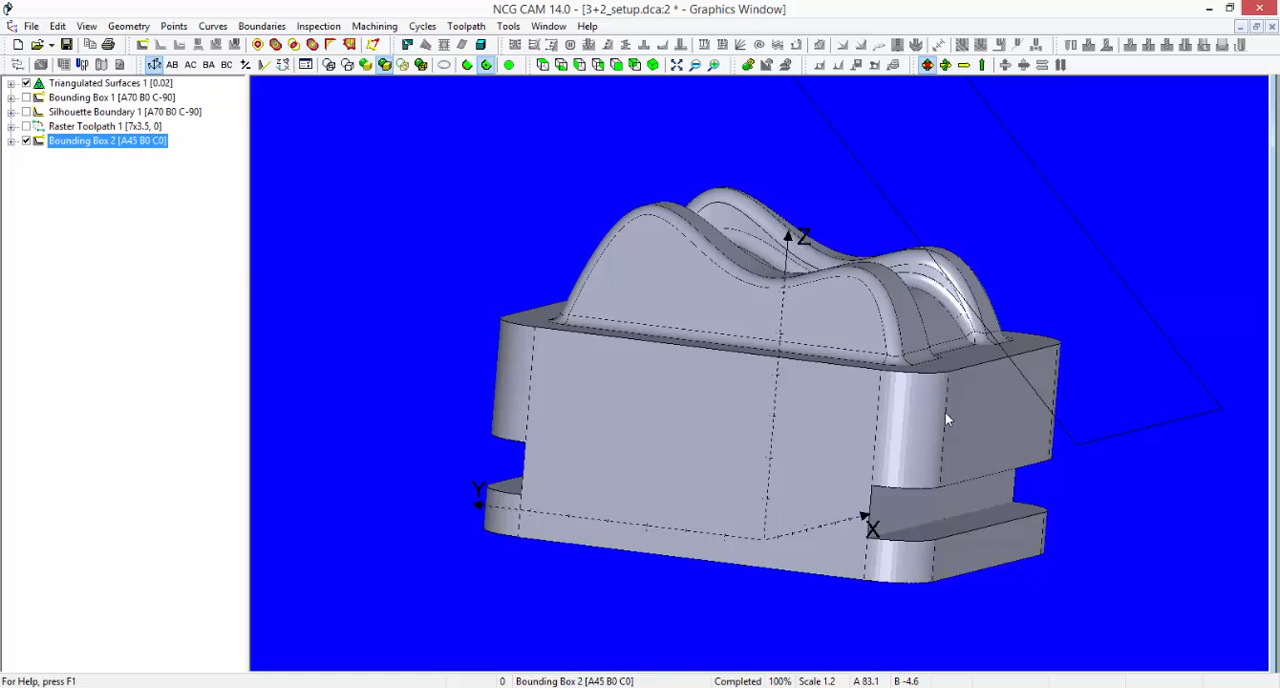 NCG CAM 14.0 - [3+2_setup.dca:2 * - Graphics Window]
File Edit View Geometry Points Curves Boundaries Inspection Machining Cycles Toolpath Tools Window Help
AB AC BA BC
Triangulated Surfaces 1 [0.02]
Bounding Box 1 [A70 B0 C-90]
Silhouette Boundary 1 [A70 B0 C-90]
Raster Toolpath 1 [7x3.5, 0]
Bounding Box 2 [A45 B0 C0]
Z
Y
X
For Help, press F1 0 Bounding Box 2 [A45 B0 C0] Completed 100% Scale 1.2 A 83.1 B -4.6